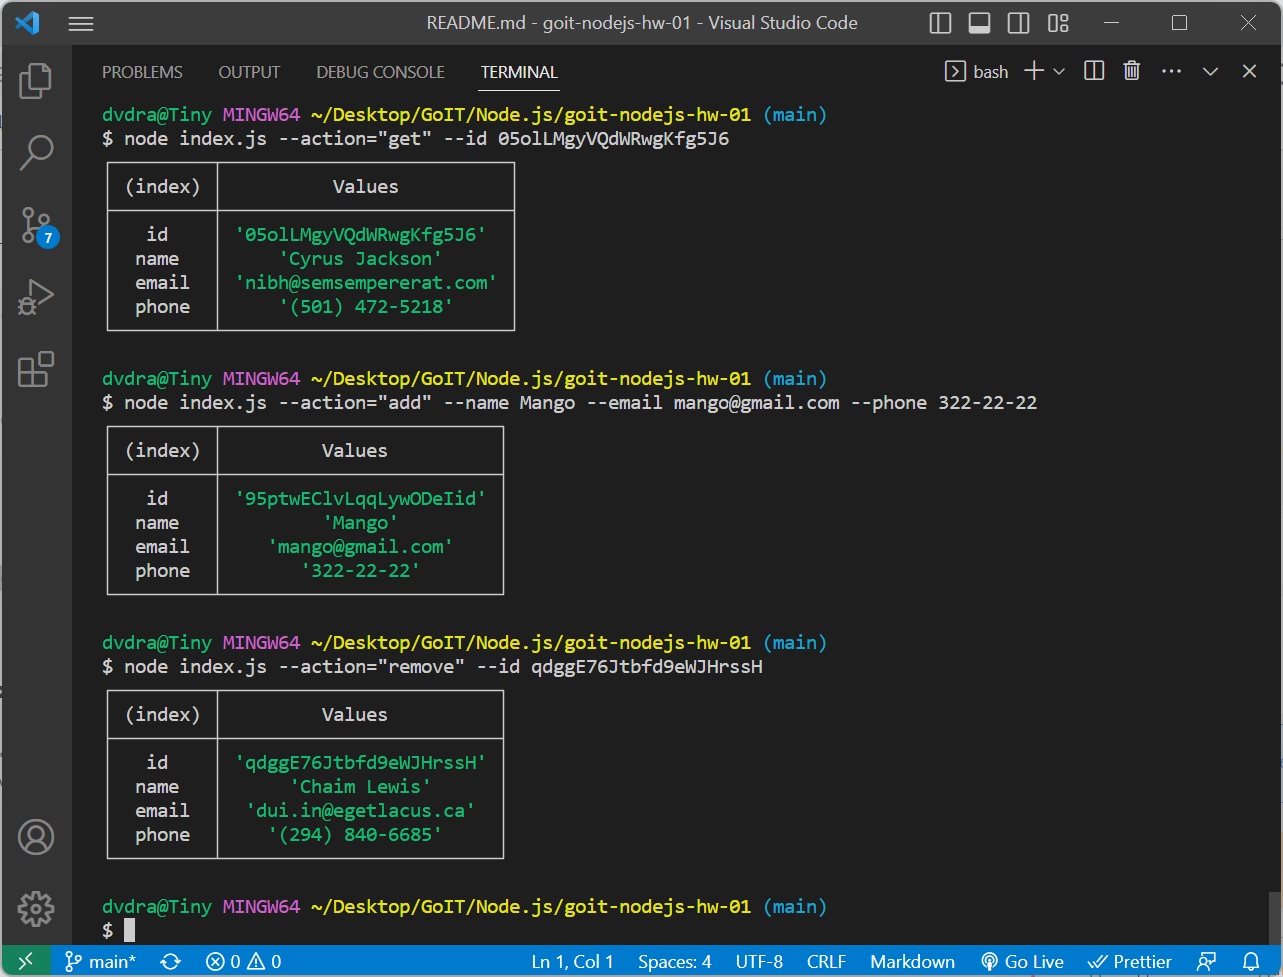 README.md - goit-nodejs-hw-01 - Visual Studio Code
PROBLEMS OUTPUT DEBUG CONSOLE TERMINAL bash
dvdra@Tiny MINGW64 ~/Desktop/GoIT/Node.js/goit-nodejs-hw-01 (main)
$ node index.js --action="get" --id 05olLMgyVQdWRwgKfg5J6
(index) Values
id '05olLMgyVQdWRwgKfg5J6'
name 'Cyrus Jackson'
email 'nibh@semsempererat.com'
phone '(501) 472-5218'
dvdra@Tiny MINGW64 ~/Desktop/GoIT/Node.js/goit-nodejs-hw-01 (main)
$ node index.js --action="add" --name Mango --email mango@gmail.com --phone 322-22-22
(index) Values
id '95ptwEClvLqqLywODeIid'
name 'Mango'
email 'mango@gmail.com'
phone '322-22-22'
dvdra@Tiny MINGW64 ~/Desktop/GoIT/Node.js/goit-nodejs-hw-01 (main)
$ node index.js --action="remove" --id qdggE76Jtbfd9eWJHrssH
(index) Values
id 'qdggE76Jtbfd9eWJHrssH'
name 'Chaim Lewis'
email 'dui.in@egetlacus.ca'
phone '(294) 840-6685'
dvdra@Tiny MINGW64 ~/Desktop/GoIT/Node.js/goit-nodejs-hw-01 (main)
$
7
main* 0 0 Ln 1, Col 1 Spaces: 4 UTF-8 CRLF Markdown Go Live Prettier